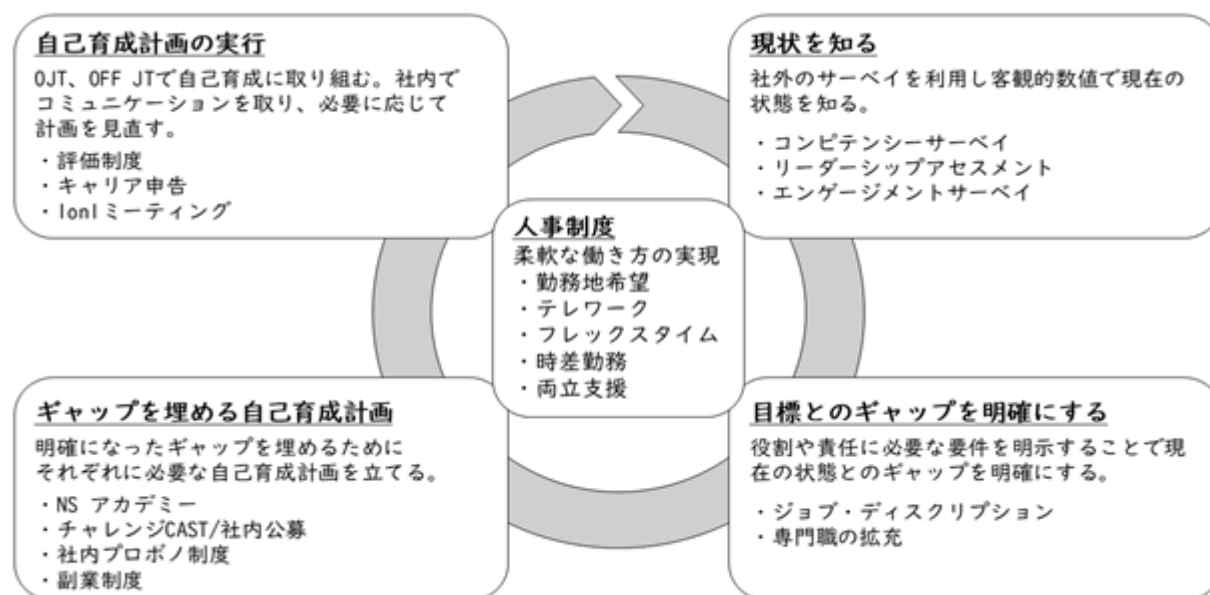 自己育成計画の実行
OJT、OFF JTで自己育成に取り組む。社内で
コミュニケーションを取り、必要に応じて
計画を見直す。
・評価制度
・キャリア申告
・1on1ミーティング
現状を知る
社外のサーベイを利用し客観的数値で現在の
状態を知る。
・コンピテンシーサーベイ
・リーダーシップアセスメント
・エンゲージメントサーベイ
人事制度
柔軟な働き方の実現
・勤務地希望
・テレワーク
・フレックスタイム
・時差勤務
・両立支援
ギャップを埋める自己育成計画
明確になったギャップを埋めるために
それぞれに必要な自己育成計画を立てる。
・NS アカデミー
・チャレンジCAST/社内公募
・社内プロボノ制度
・副業制度
目標とのギャップを明確にする
役割や責任に必要な要件を明示することで現
在の状態とのギャップを明確にする。
・ジョブ・ディスクリプション
・専門職の拡充